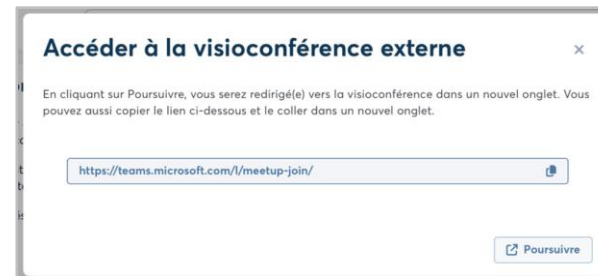 Accéder à la visioconférence externe
En cliquant sur Poursuivre, vous serez redirigé(e) vers la visioconférence dans un nouvel onglet. Vous
pouvez aussi copier le lien ci-dessous et le coller dans un nouvel onglet.
https://teams.microsoft.com/l/meetup-join/
Poursuivre